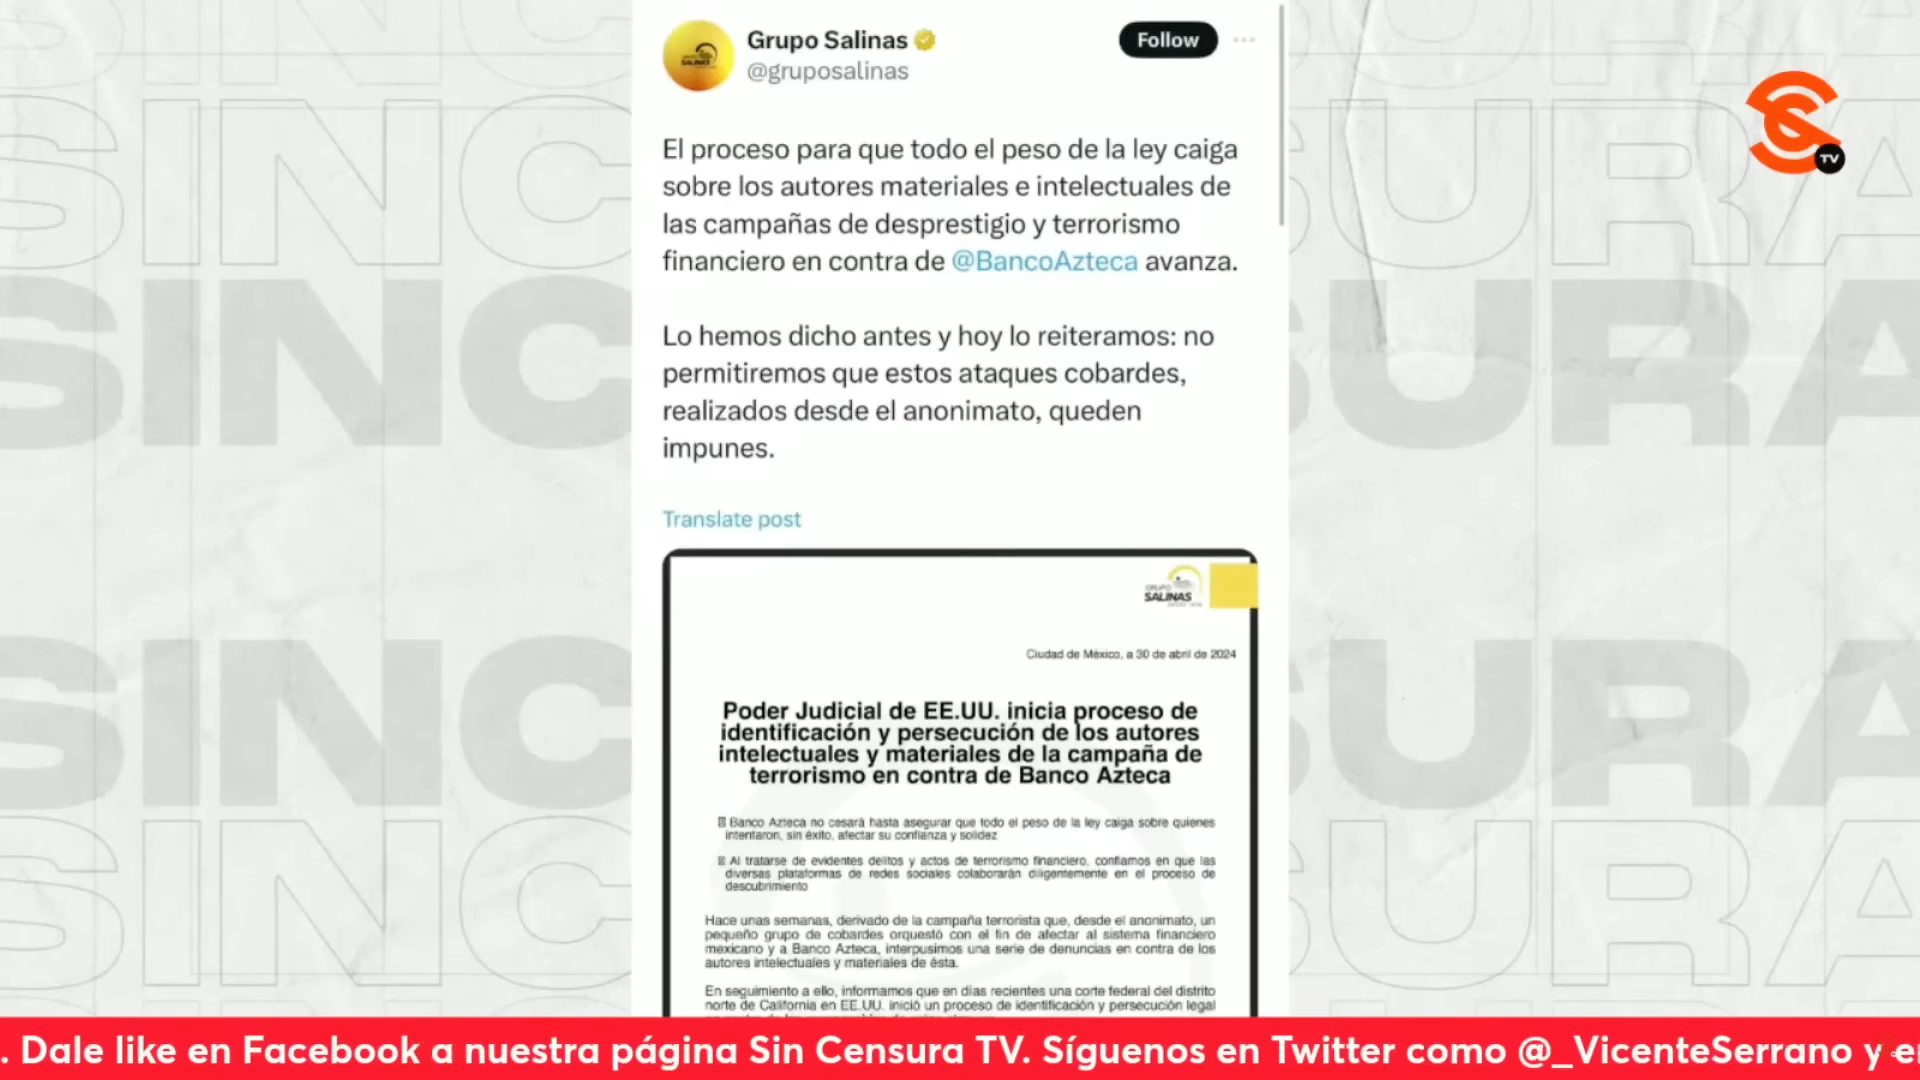 Grupo Salinas
@gruposalinas
Follow
El proceso para que todo el peso de la ley caiga
sobre los autores materiales e intelectuales de
las campañas de desprestigio y terrorismo
financiero en contra de @BancoAzteca avanza.
Lo hemos dicho antes y hoy lo reiteramos: no
permitiremos que estos ataques cobardes,
realizados desde el anonimato, queden
impunes.
Translate post
GRUPO
SALINAS
Ciudad de México, a 30 de abril de 2024
Poder Judicial de EE.UU. inicia proceso de
identificación y persecución de los autores
intelectuales y materiales de la campaña de
terrorismo en contra de Banco Azteca
Banco Azteca no cesará hasta asegurar que todo el peso de la ley caiga sobre quienes
intentaron, sin éxito, afectar su confianza y solidez
Al tratarse de evidentes delitos y actos de terrorismo financiero, confiamos en que las
diversas plataformas de redes sociales colaborarán diligentemente en el proceso de
descubrimiento
Hace unas semanas, derivado de la campaña terrorista que, desde el anonimato, un
pequeño grupo de cobardes orquestó con el fin de afectar al sistema financiero
mexicano y a Banco Azteca, interpusimos una serie de denuncias en contra de los
autores intelectuales y materiales de ésta.
En seguimiento a ello, informamos que en días recientes una corte federal del distrito
norte de California en EE.UU. inició un proceso de identificación y persecución legal
TV
SINC
SURA
SINC
SURA
SINC
SURA
SINC
SURA
. Dale like en Facebook a nuestra página Sin Censura TV. Síguenos en Twitter como @_VicenteSerrano y en